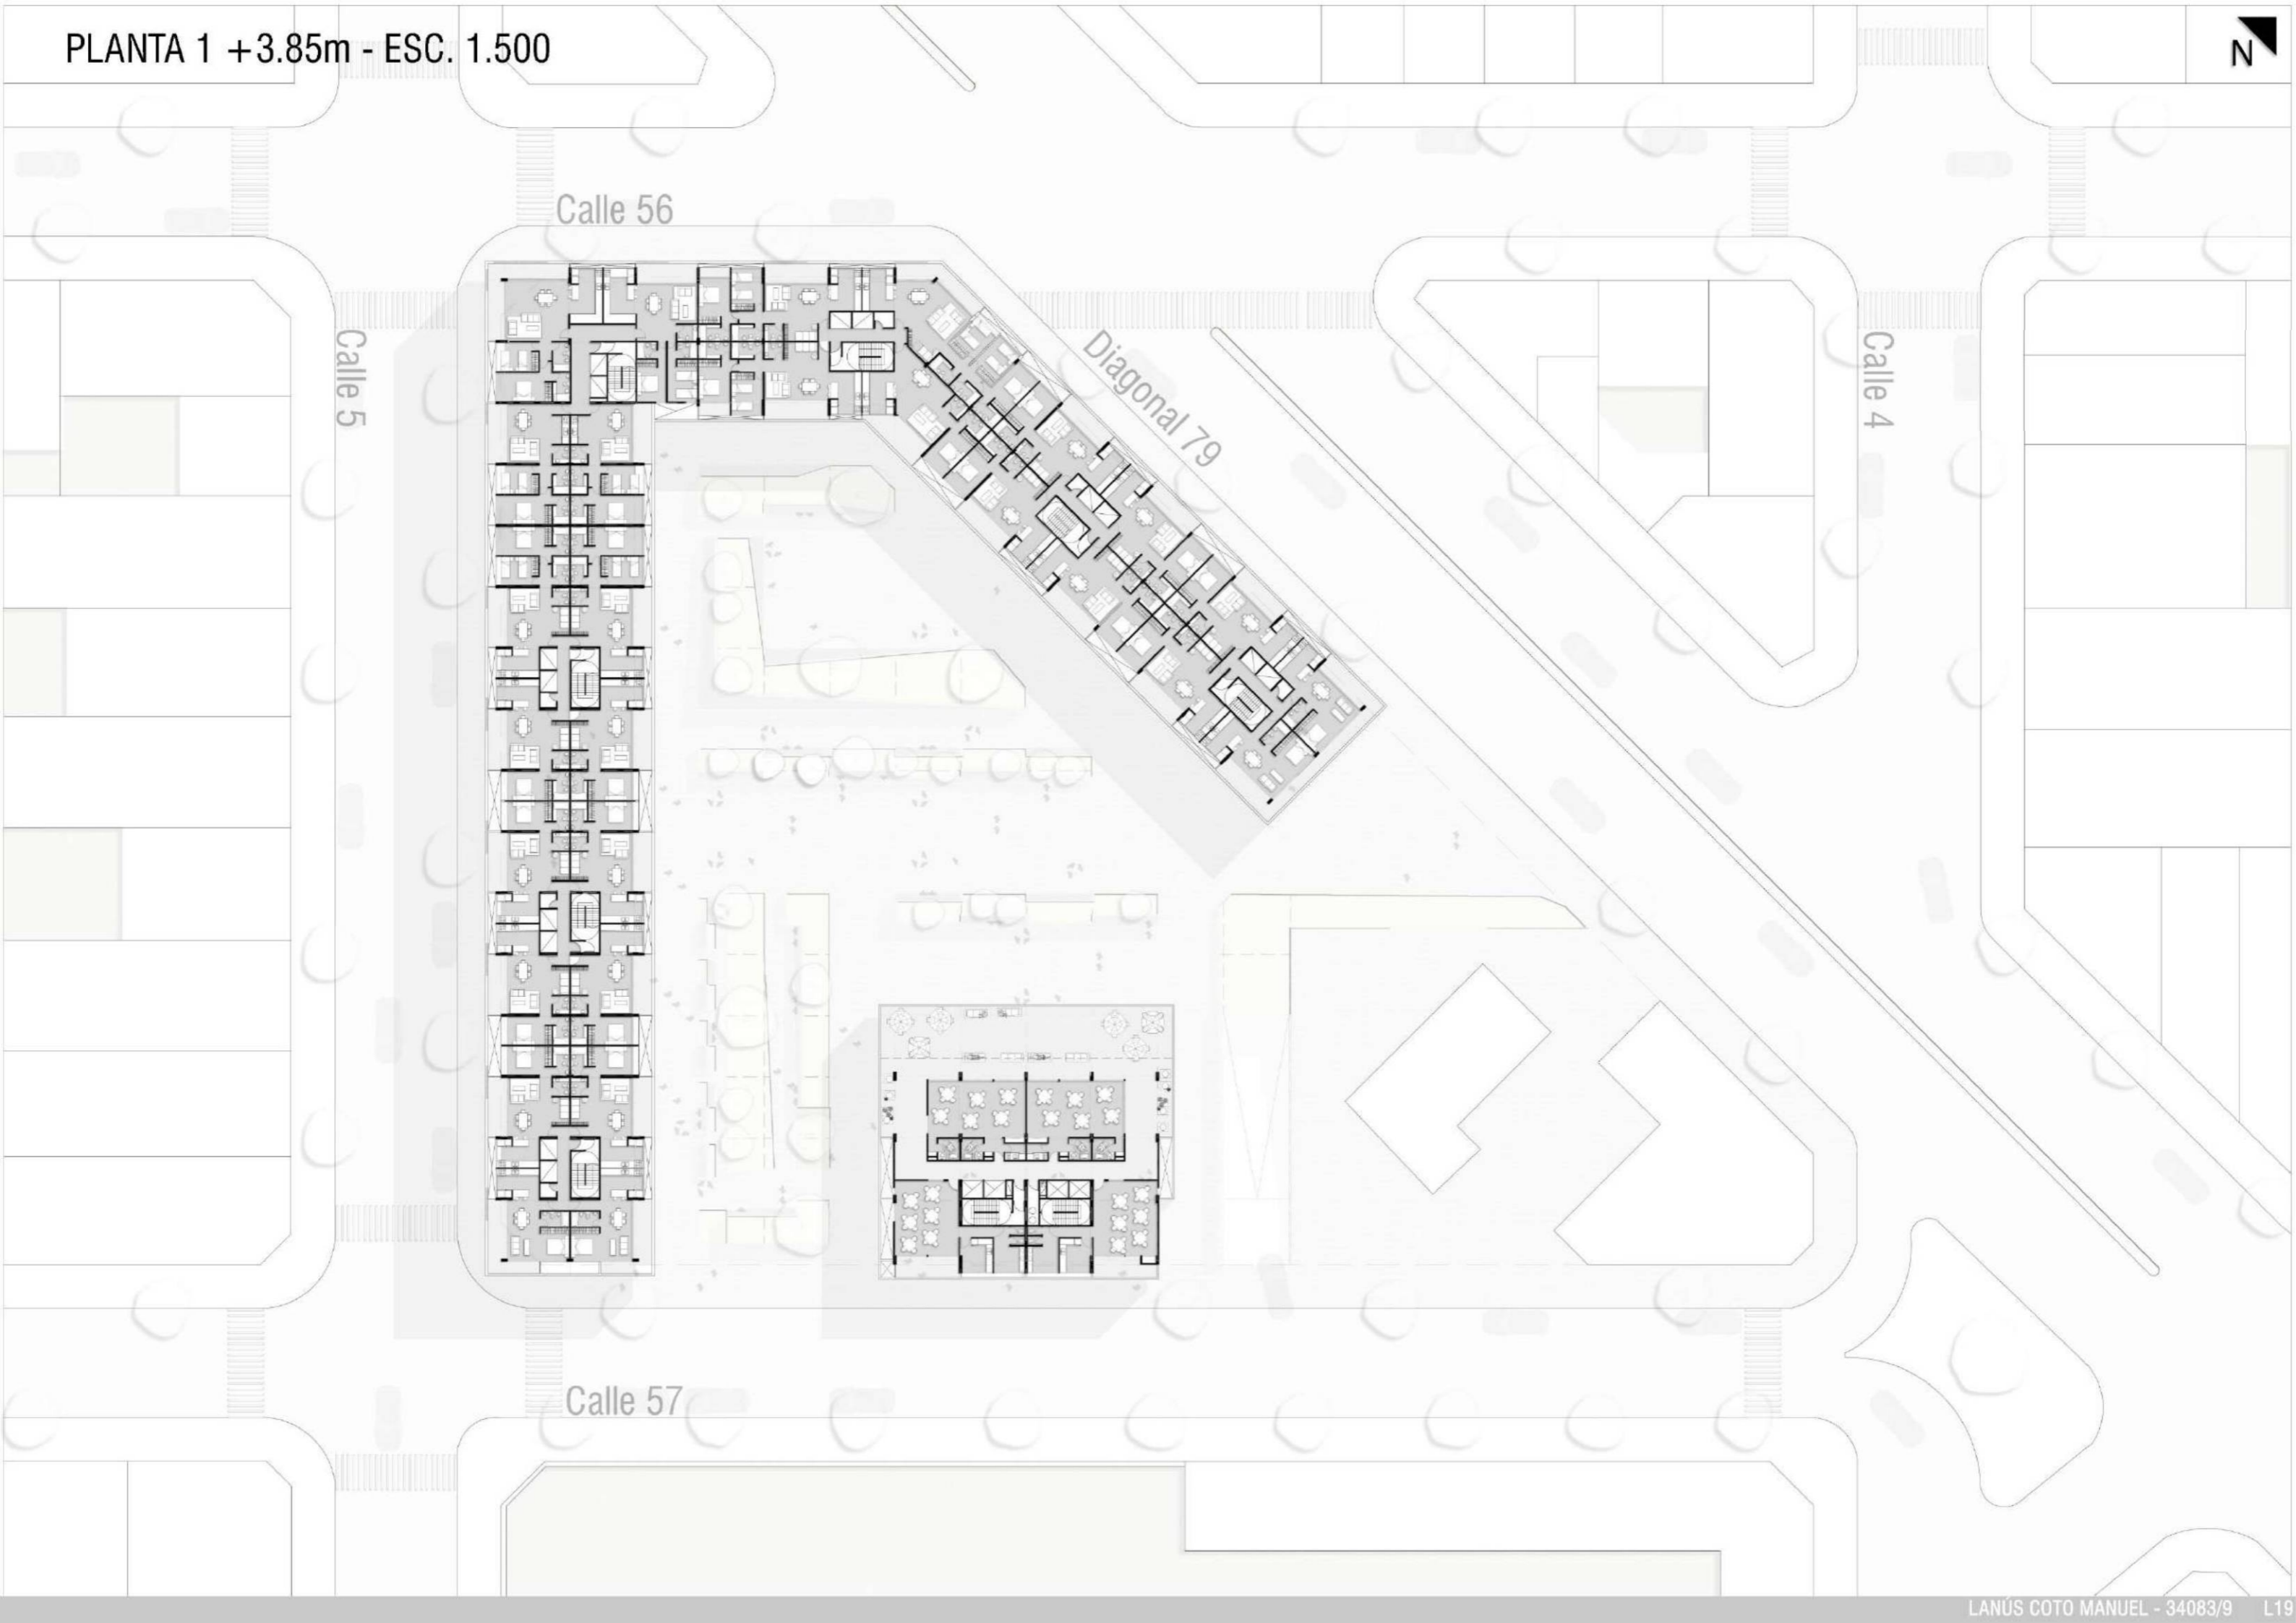 PLANTA 1 +3.85m - ESC. 1.500
N
Calle 56
Calle 5
Diagonal 79
Calle 4
Calle 57
LANÚS COTO MANUEL - 34083/9 L19